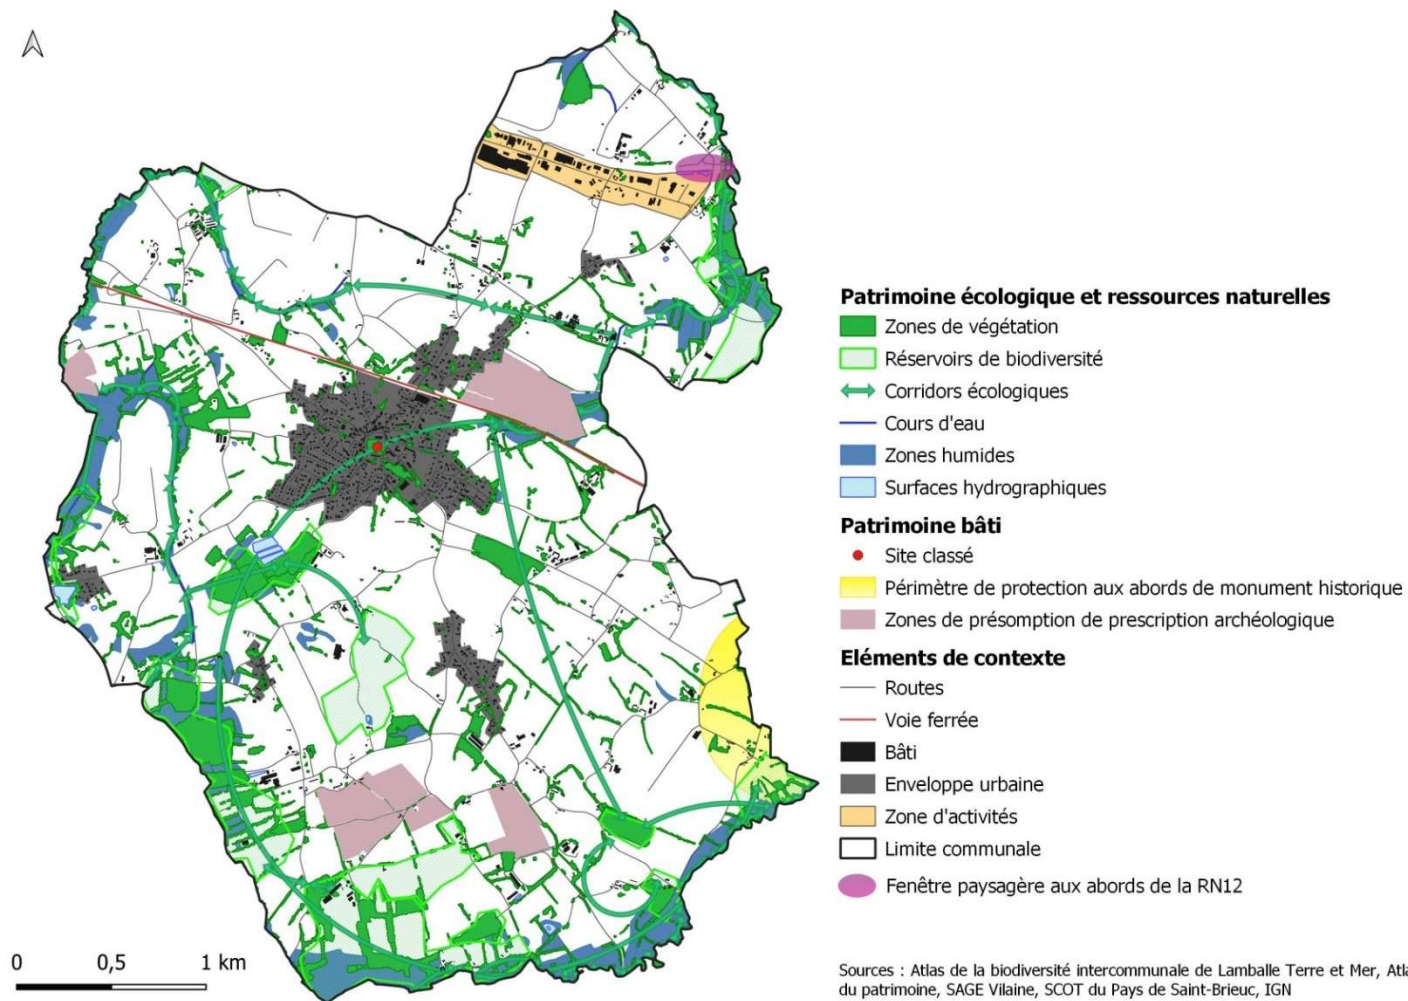 Patrimoine écologique et ressources naturelles
Zones de végétation
Réservoirs de biodiversité
Corridors écologiques
Cours d'eau
Zones humides
Surfaces hydrographiques
Patrimoine bâti
Site classé
Périmètre de protection aux abords de monument historique
Zones de présomption de prescription archéologique
Eléments de contexte
Routes
Voie ferrée
Bâti
Enveloppe urbaine
Zone d'activités
Limite communale
Fenêtre paysagère aux abords de la RN12
0 0,5 1 km
Sources : Atlas de la biodiversité intercommunale de Lamballe Terre et Mer, Atla
du patrimoine, SAGE Vilaine, SCOT du Pays de Saint-Brieuc, IGN